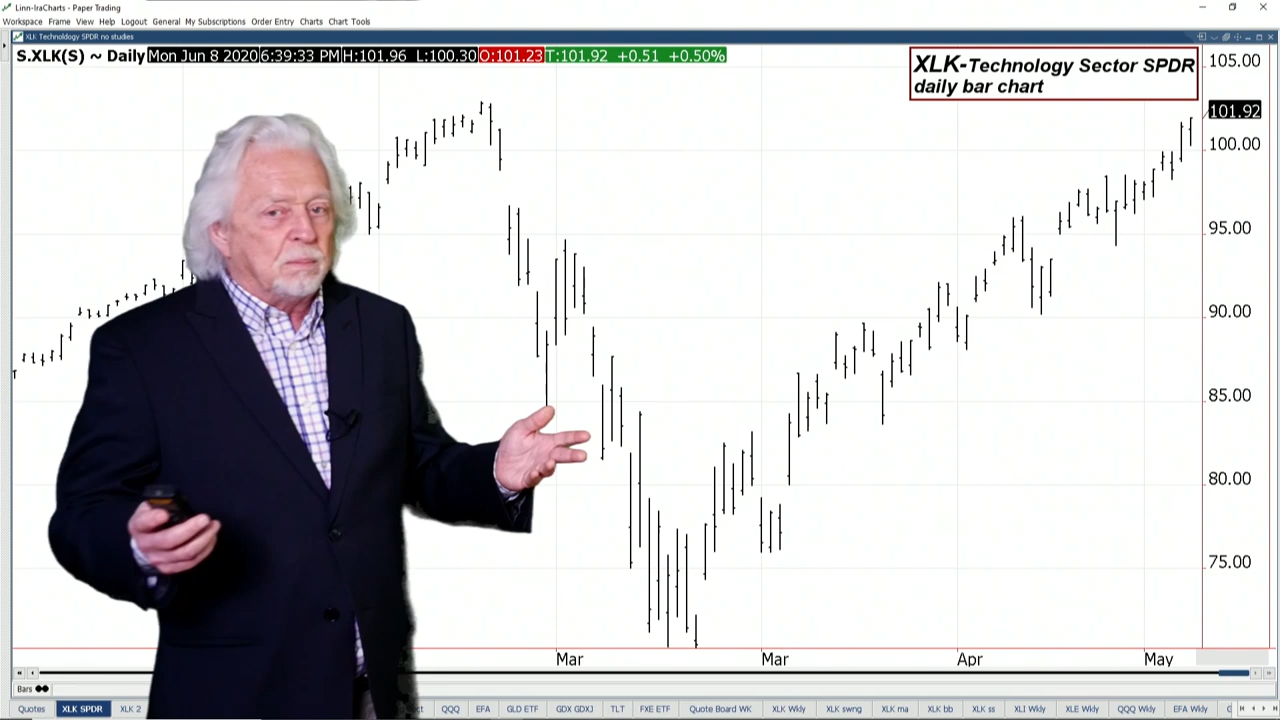 Linn-IraCharts - Paper Trading
Workspace Frame View Help Logout General My Subscriptions Order Entry Charts Chart Tools
XLK Technoldogy SPDR no studies
S.XLK(S) ~ Daily Mon Jun 8 2020 6:39:33 PM H:101.96 L:100.30 O:101.23 T:101.92 +0.51 +0.50%
XLK-Technology Sector SPDR
daily bar chart
105.00
101.92
100.00
95.00
90.00
85.00
80.00
75.00
Mar Mar Apr May
Bars
Quotes XLK SPDR XLK 2 QQQ EFA GLD ETF GDX GDXJ TLT FXE ETF Quote Board WK XLK Wkly XLK swng XLK ma XLK bb XLK ss XLI Wkly XLE Wkly QQQ Wkly EFA Wkly